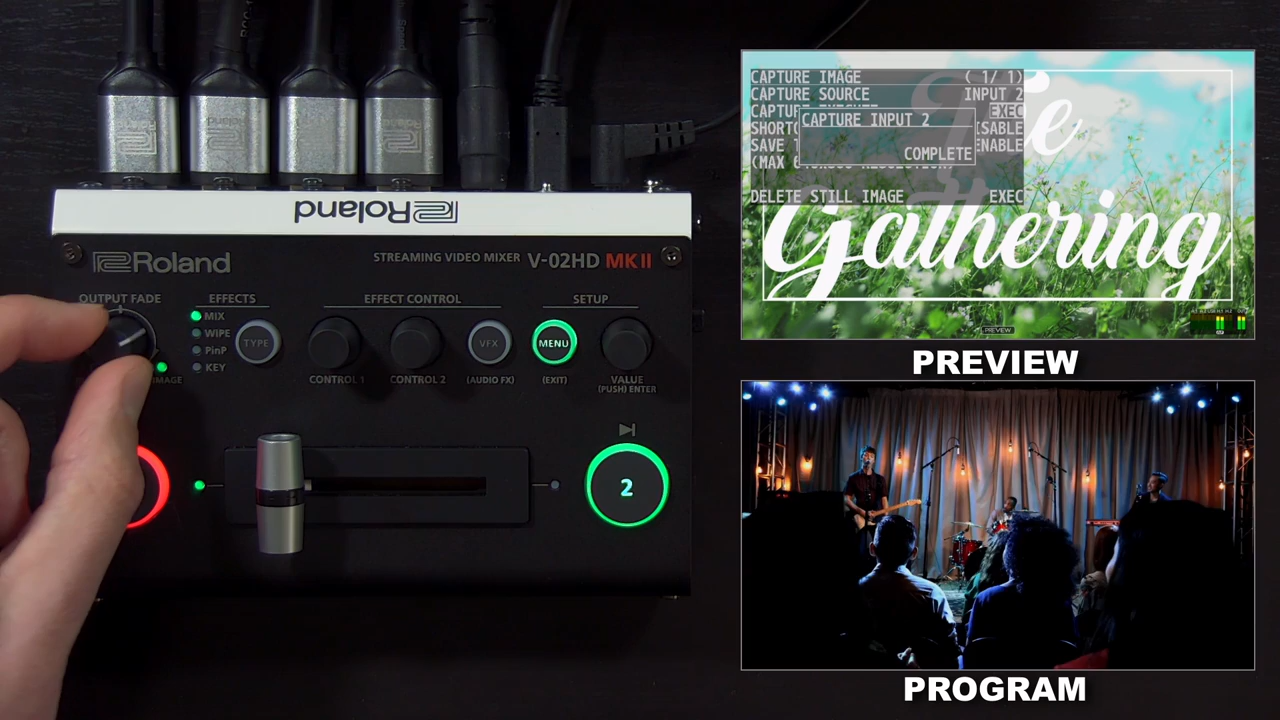 Roland
Roland
STREAMING VIDEO MIXER V-02HD MKII
OUTPUT FADE
EFFECTS
EFFECT CONTROL
SETUP
MIX
WIPE
PinP
KEY
TYPE
VFX
MENU
IMAGE
CONTROL 1
CONTROL 2
(AUDIO FX)
(EXIT)
VALUE
(PUSH) ENTER
2
CAPTURE IMAGE ( 1/ 1)
CAPTURE SOURCE INPUT 2
EXEC
CAPTURE INPUT 2
COMPLETE
DELETE STILL IMAGE EXEC
Gathering
PREVIEW
PREVIEW
PROGRAM